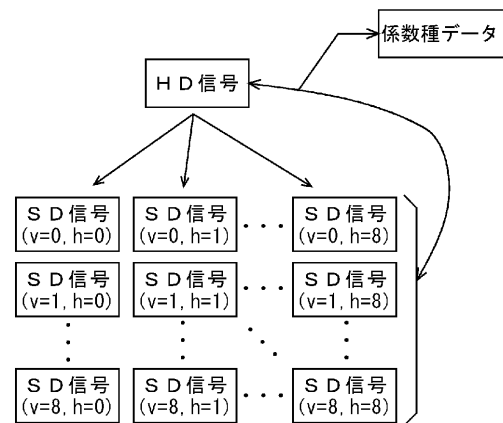 係数種データ
ＨＤ信号
ＳＤ信号
(v=0, h=0)
ＳＤ信号
(v=0, h=1)
ＳＤ信号
(v=0, h=8)
ＳＤ信号
(v=1, h=0)
ＳＤ信号
(v=1, h=1)
ＳＤ信号
(v=1, h=8)
ＳＤ信号
(v=8, h=0)
ＳＤ信号
(v=8, h=1)
ＳＤ信号
(v=8, h=8)